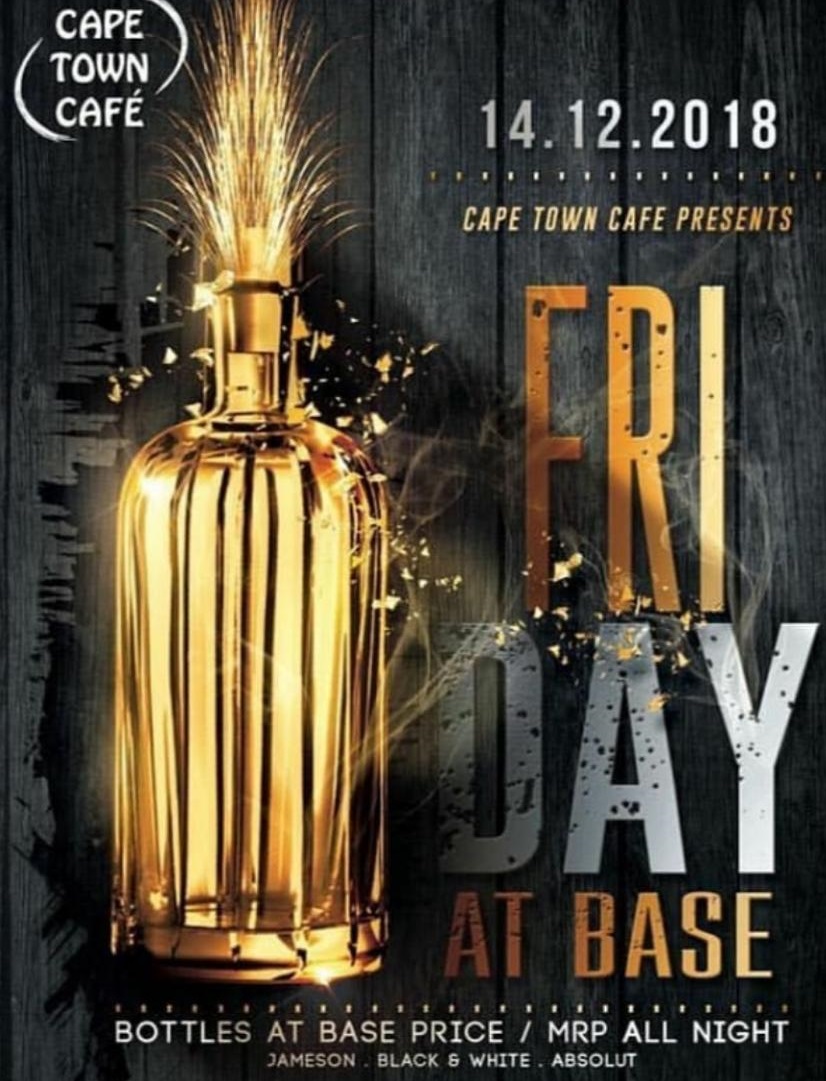 CAPE
TOWN
CAFÉ
14.12.2018
CAPE TOWN CAFE PRESENTS
FRI
DAY
AT BASE
BOTTLES AT BASE PRICE / MRP ALL NIGHT
JAMESON . BLACK & WHITE . ABSOLUT